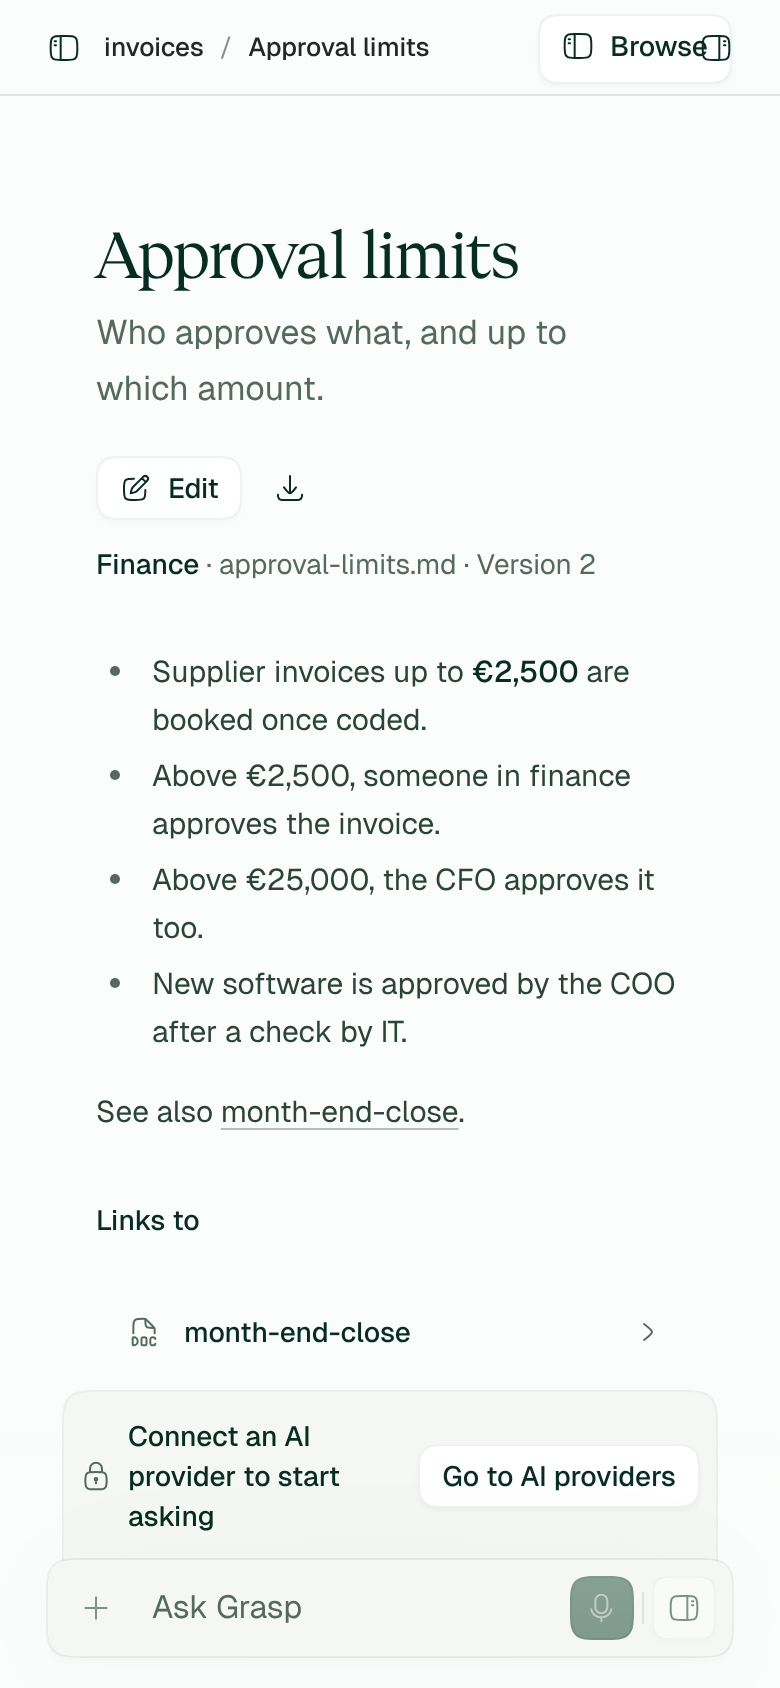 invoices / Approval limits
Browse
Approval limits
Who approves what, and up to
which amount.
Edit
Finance · approval-limits.md · Version 2
• Supplier invoices up to €2,500 are
booked once coded.
• Above €2,500, someone in finance
approves the invoice.
• Above €25,000, the CFO approves it
too.
• New software is approved by the COO
after a check by IT.
See also month-end-close.
Links to
DOC month-end-close
Connect an AI
provider to start
asking
Go to AI providers
Ask Grasp